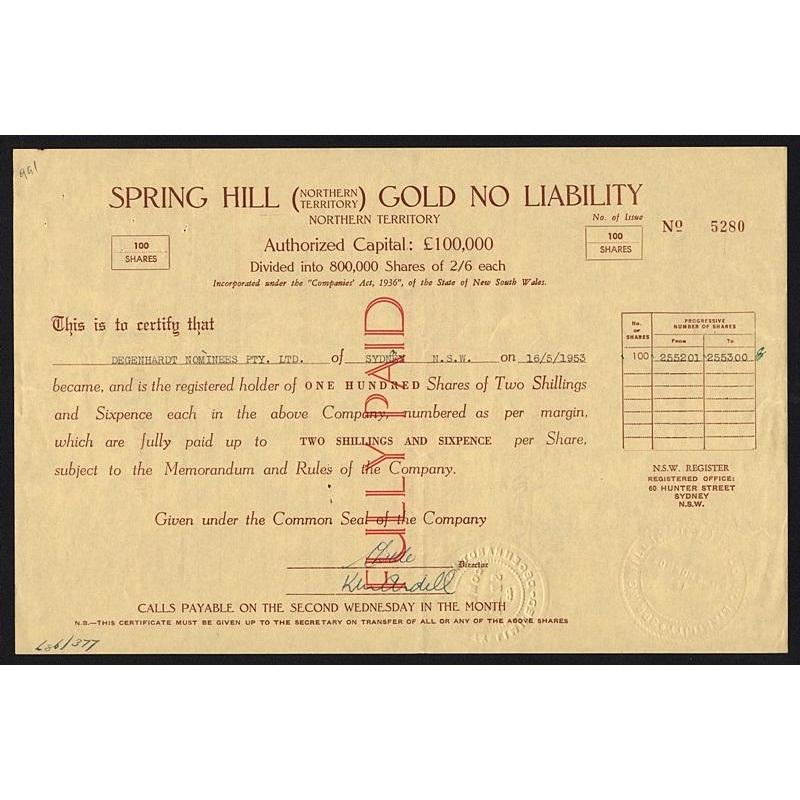 991
SPRING HILL (NORTHERN TERRITORY) GOLD NO LIABILITY
NORTHERN TERRITORY
No. of Issue
Nº 5280
100 SHARES
Authorized Capital: £100,000
100 SHARES
Divided into 800,000 Shares of 2/6 each
Incorporated under the "Companies' Act, 1936", of the State of New South Wales.
This is to certify that
DEGENHARDT NOMINEES PTY. LTD. of SYDNEY N.S.W. on 16/5/1953
became, and is the registered holder of ONE HUNDRED Shares of Two Shillings
and Sixpence each in the above Company, numbered as per margin,
which are fully paid up to TWO SHILLINGS AND SIXPENCE per Share,
subject to the Memorandum and Rules of the Company.
FULLY PAID
No. of SHARES
PROGRESSIVE NUMBER OF SHARES
From To
100 255201 255300
N.S.W. REGISTER
REGISTERED OFFICE:
60 HUNTER STREET
SYDNEY
N.S.W.
Given under the Common Seal of the Company
Director
CALLS PAYABLE ON THE SECOND WEDNESDAY IN THE MONTH
N.B.—THIS CERTIFICATE MUST BE GIVEN UP TO THE SECRETARY ON TRANSFER OF ALL OR ANY OF THE ABOVE SHARES